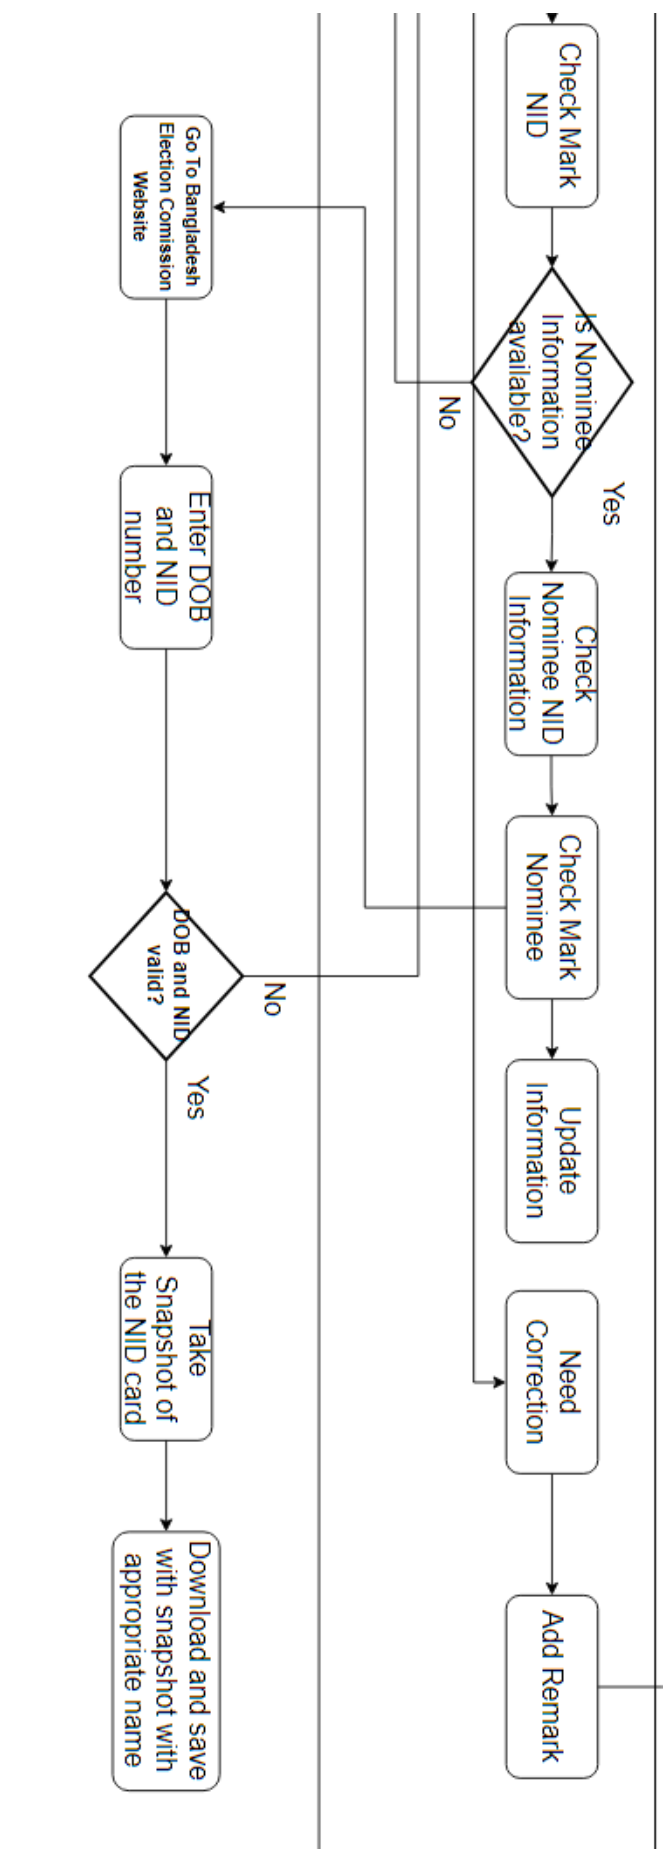 Check Mark
NID
Is Nominee
Information
available?
No
Yes
Check
Nominee NID
Information
Check Mark
Nominee
Update
Information
Need
Correction
Add Remark
Go To Bangladesh
Election Comission
Website
Enter DOB
and NID
number
DOB and NID
valid?
No
Yes
Take
Snapshot of
the NID card
Download and save
with snapshot with
appropriate name